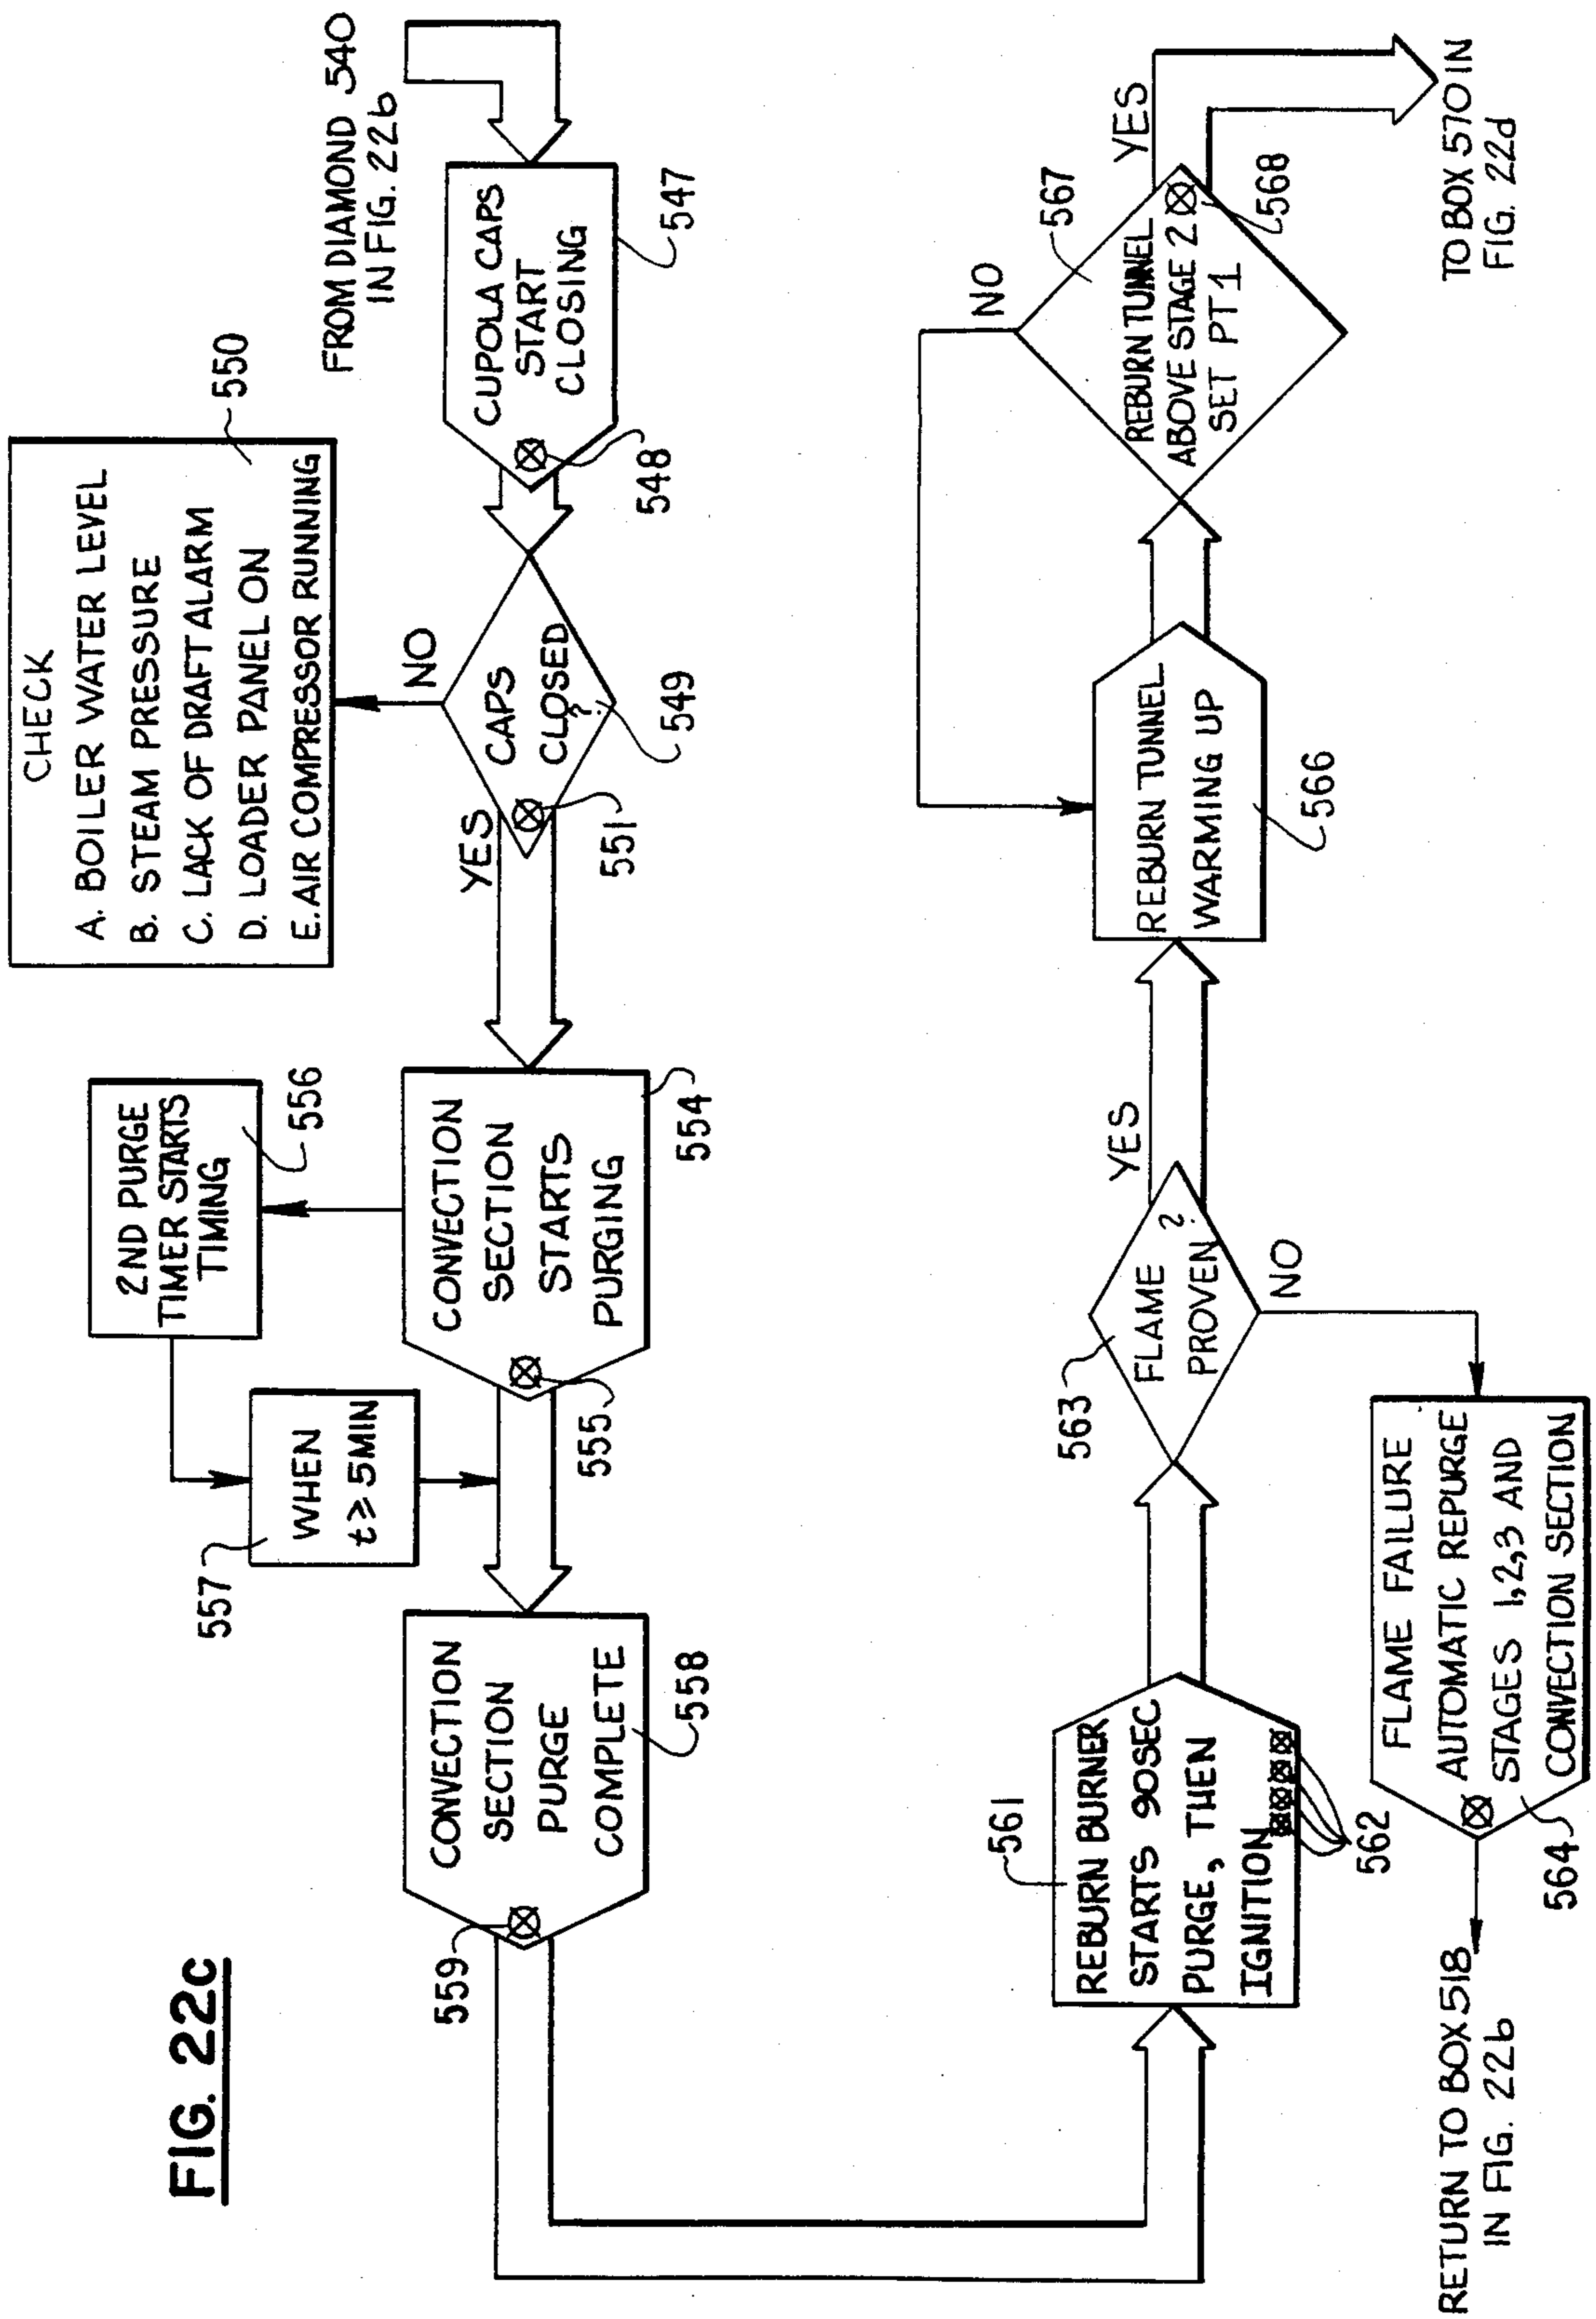 FIG. 22c
FROM DIAMOND 540
IN FIG. 22b
CUPOLA CAPS
START
CLOSING
547
548
CAPS
CLOSED
?
549
NO
YES
551
CHECK
A. BOILER WATER LEVEL
B. STEAM PRESSURE
C. LACK OF DRAFT ALARM
D. LOADER PANEL ON
E. AIR COMPRESSOR RUNNING
550
CONVECTION
SECTION
STARTS
PURGING
554
555
2ND PURGE
TIMER STARTS
TIMING
556
WHEN
t ≥ 5 MIN
557
CONVECTION
SECTION
PURGE
COMPLETE
558
559
REBURN BURNER
STARTS 90SEC
PURGE, THEN
IGNITION
561
562
FLAME
PROVEN?
563
YES
NO
FLAME FAILURE
AUTOMATIC REPURGE
STAGES 1,2,3 AND
CONVECTION SECTION
564
RETURN TO BOX 518
IN FIG. 22b
REBURN TUNNEL
WARMING UP
566
REBURN TUNNEL
ABOVE STAGE 2
SET PT 1
567
568
NO
YES
TO BOX 570 IN
FIG. 22d